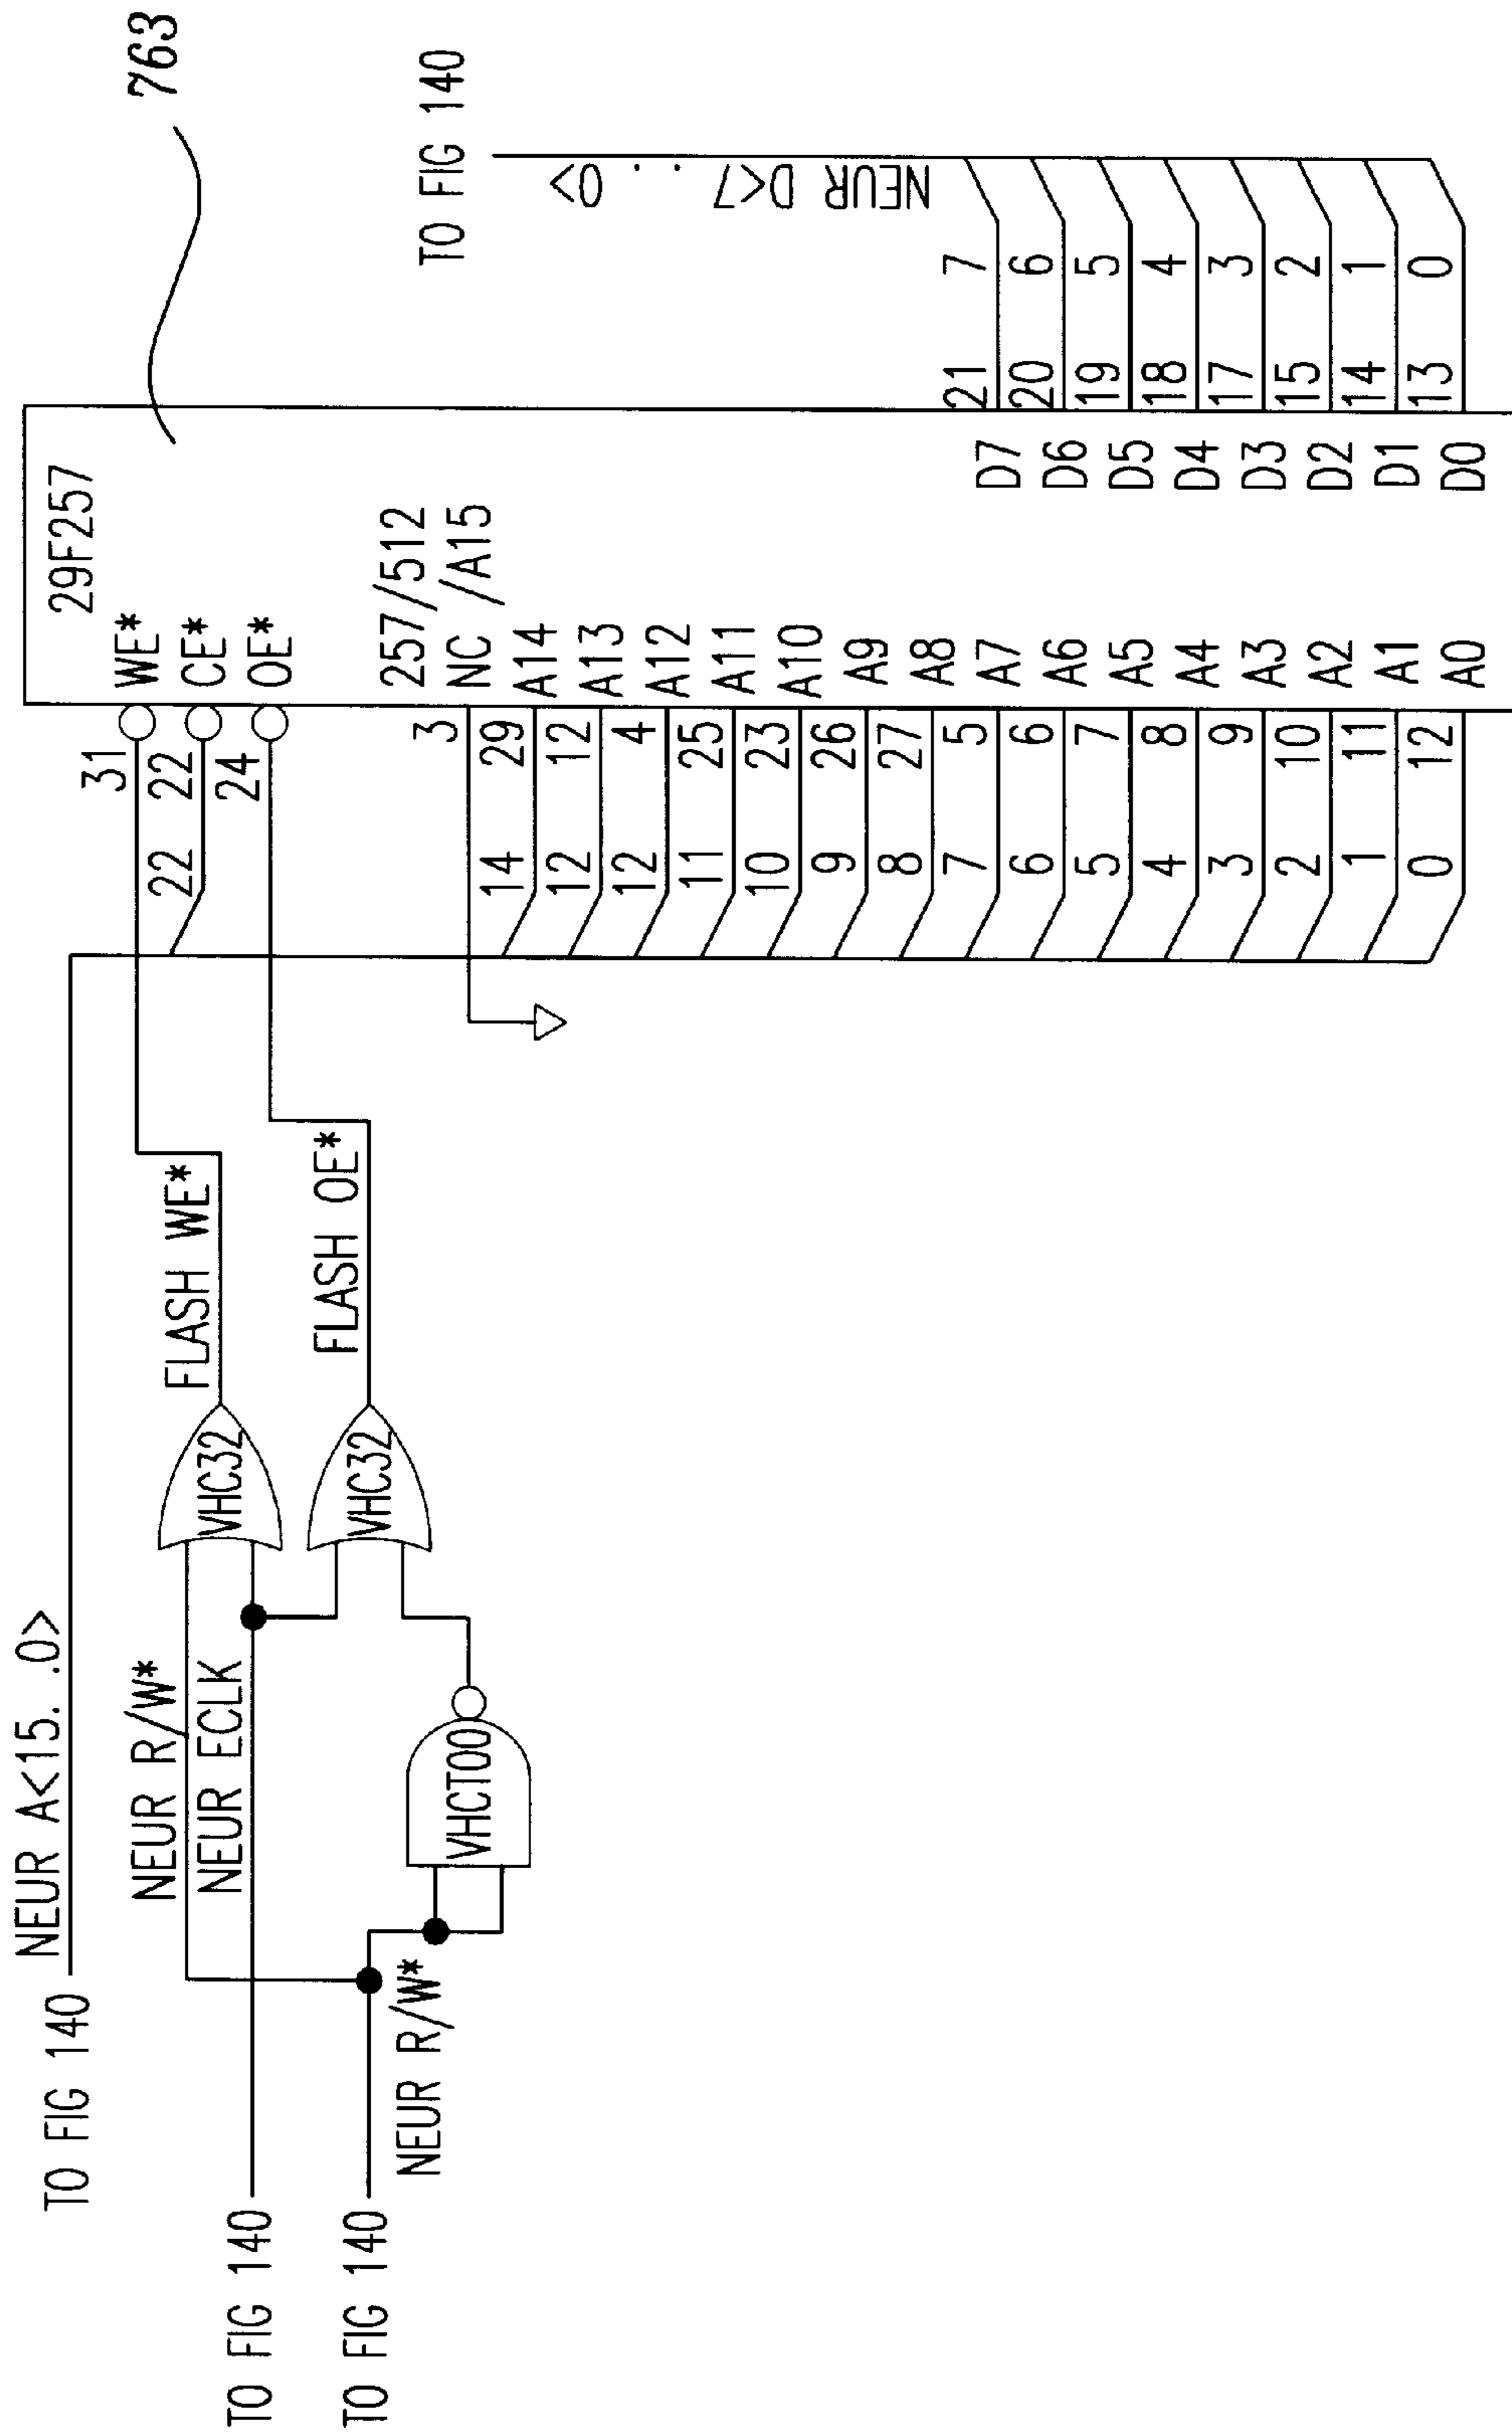 TO FIG 140
NEUR A<15. .0>
NEUR R/W*
NEUR ECLK
TO FIG 140
TO FIG 140
NEUR R/W*
VHCT00
VHC32
VHC32
FLASH WE*
FLASH OE*
763
29F257
31 WE*
22 22 CE*
24 OE*
257/512
3 NC /A15
14 29 A14
12 12 A13
12 4 A12
11 25 A11
10 23 A10
9 26 A9
8 27 A8
7 5 A7
6 6 A6
5 7 A5
4 8 A4
3 9 A3
2 10 A2
1 11 A1
0 12 A0
D7 21 7
D6 20 6
D5 19 5
D4 18 4
D3 17 3
D2 15 2
D1 14 1
D0 13 0
TO FIG 140
NEUR D<7. . .0>